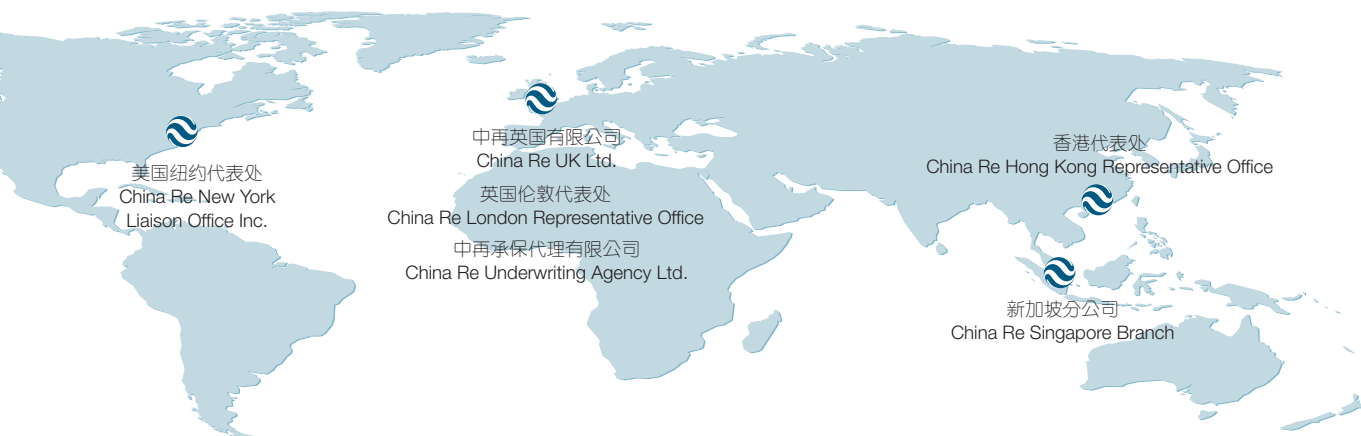 美国纽约代表处
China Re New York
Liaison Office Inc.
中再英国有限公司
China Re UK Ltd.
英国伦敦代表处
China Re London Representative Office
中再承保代理有限公司
China Re Underwriting Agency Ltd.
香港代表处
China Re Hong Kong Representative Office
新加坡分公司
China Re Singapore Branch